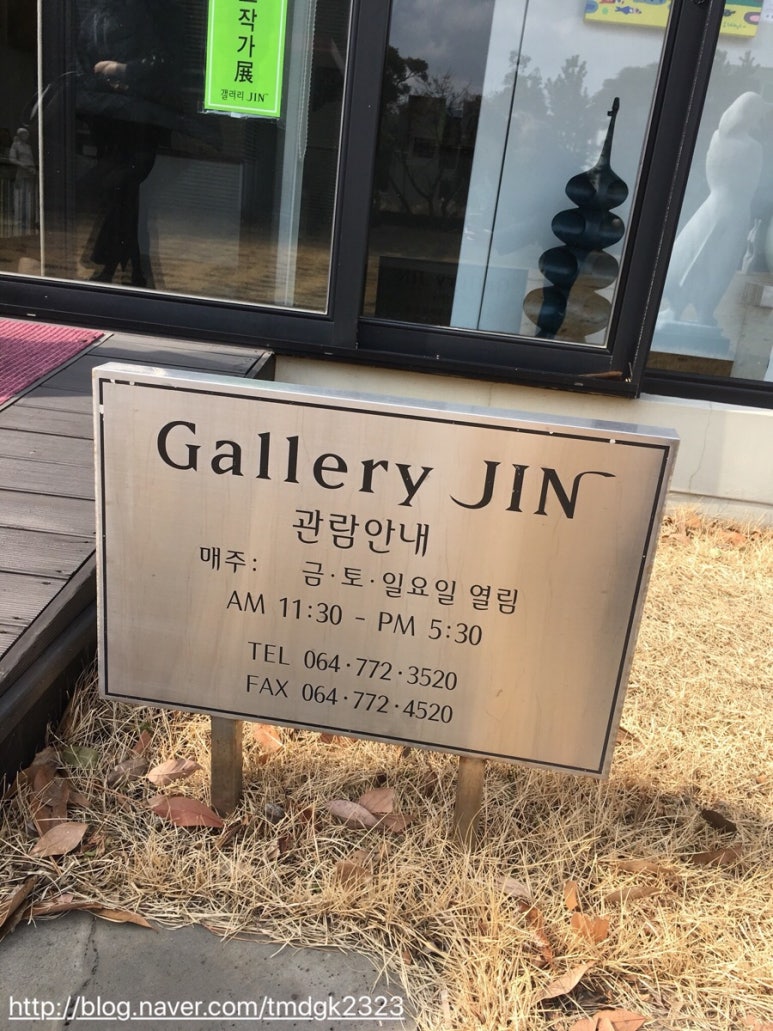 작가展
갤러리 JIN
Gallery JIN
관람안내
매주: 금·토·일요일 열림
AM 11:30 - PM 5:30
TEL 064·772·3520
FAX 064·772·4520
http://blog.naver.com/tmdgk2323